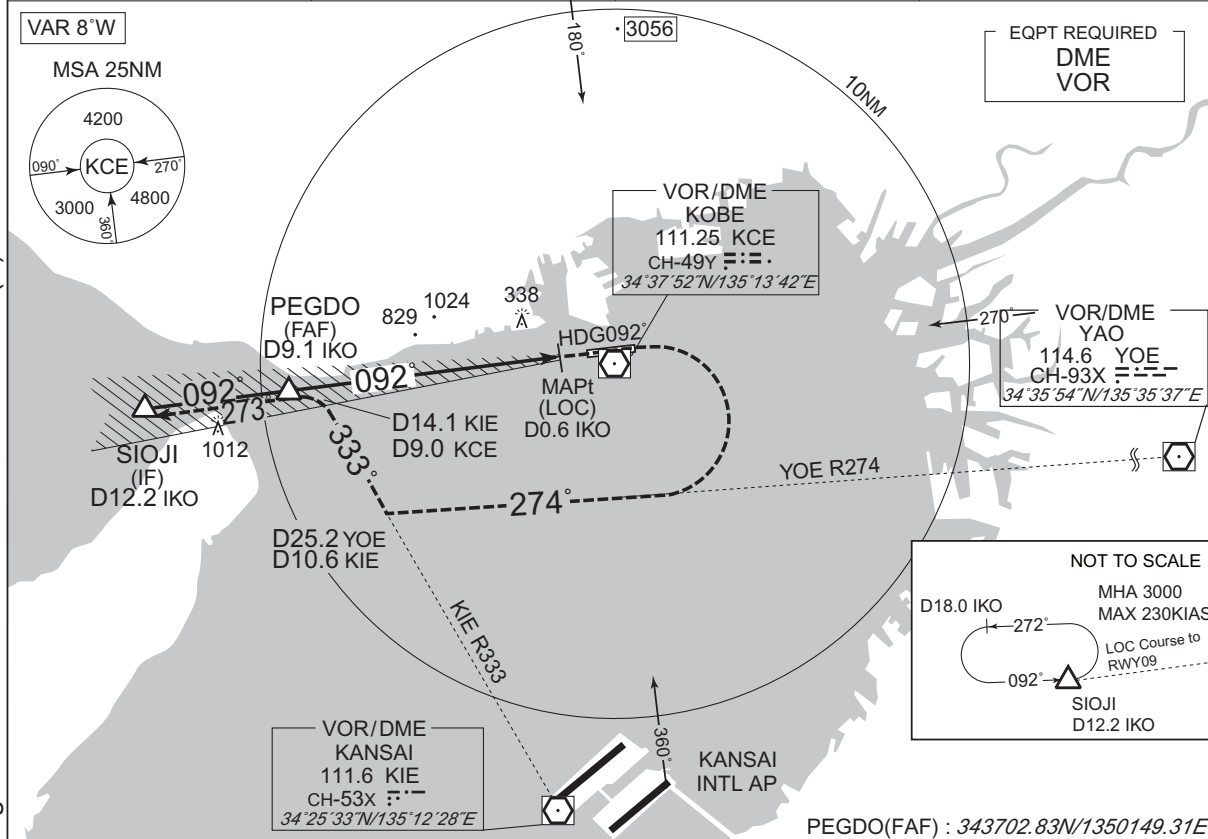 VAR 8°W
MSA 25NM
4200
KCE
090°
270°
3000
4800
360°
180°
3056
10NM
EQPT REQUIRED
DME
VOR
VOR/DME
KOBE
111.25 KCE
CH-49Y
34°37´52˝N/135°13´42˝E
PEGDO
(FAF)
D9.1 IKO
829
1024
338
HDG092°
270°
VOR/DME
YAO
114.6 YOE
CH-93X
34°35´54˝N/135°35´37˝E
092°
092°
273°
MAPt
(LOC)
D0.6 IKO
D14.1 KIE
D9.0 KCE
1012
SIOJI
(IF)
D12.2 IKO
333°
YOE R274
274°
D25.2 YOE
D10.6 KIE
KIE R333
NOT TO SCALE
MHA 3000
MAX 230KIAS
D18.0 IKO
272°
LOC Course to
RWY09
092°
SIOJI
D12.2 IKO
VOR/DME
KANSAI
111.6 KIE
CH-53X
34°25´33˝N/135°12´28˝E
360°
KANSAI
INTL AP
PEGDO(FAF) : 343702.83N/1350149.31E